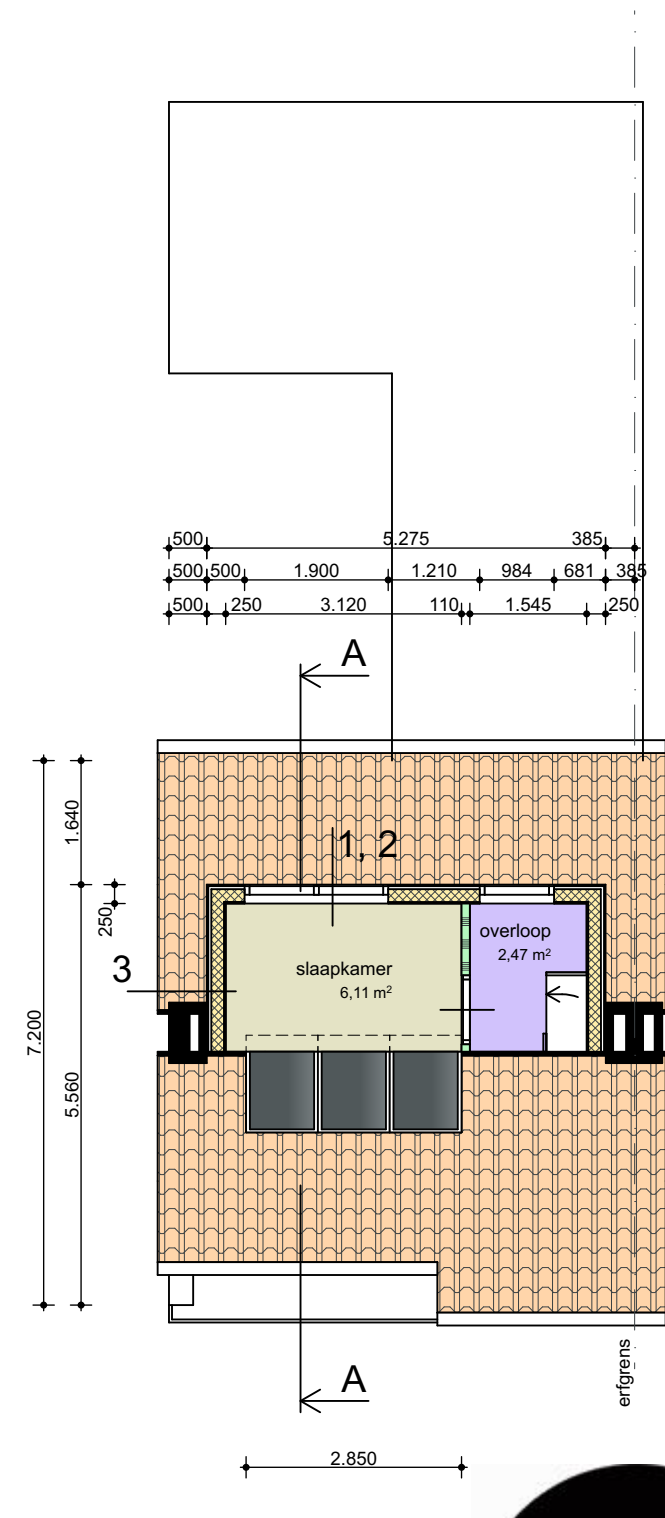 500 5.275 385
500 500 1.900 1.210 984 681 385
500 250 3.120 110 1.545 250
A
1.640
1, 2
250
overloop
2,47 m²
3
slaapkamer
6,11 m²
7.200
5.560
erfgrens
A
2.850